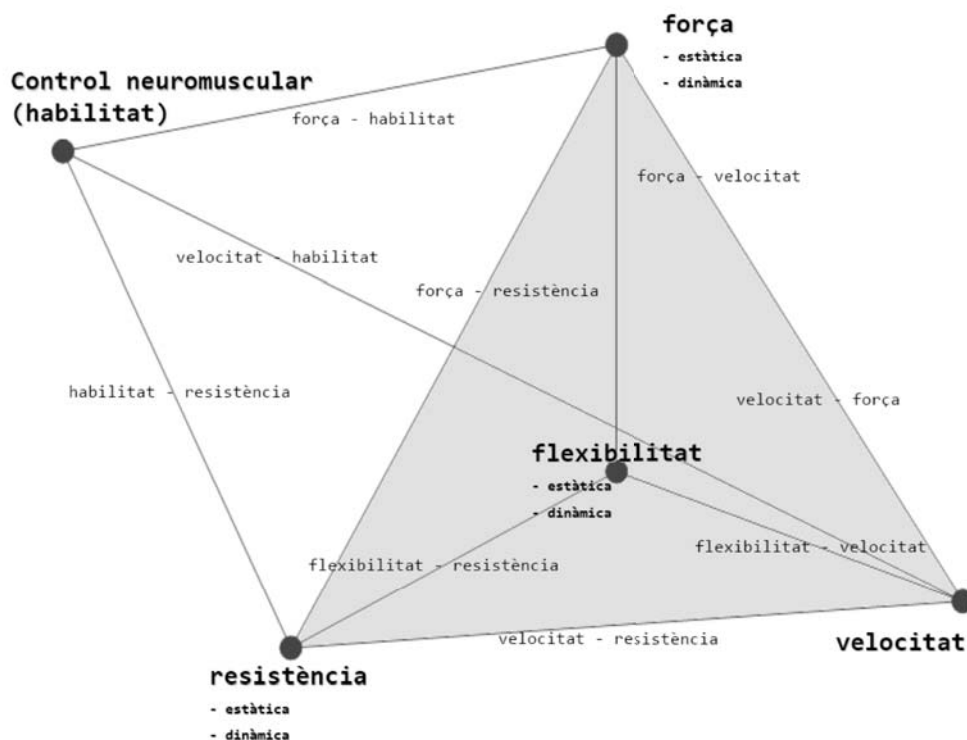 força
- estàtica
- dinàmica
Control neuromuscular
(habilitat)
força - habilitat
força - velocitat
velocitat - habilitat
força - resistència
habilitat - resistència
velocitat - força
flexibilitat
- estàtica
- dinàmica
flexibilitat - velocitat
flexibilitat - resistència
velocitat - resistència
velocitat
resistència
- estàtica
- dinàmica